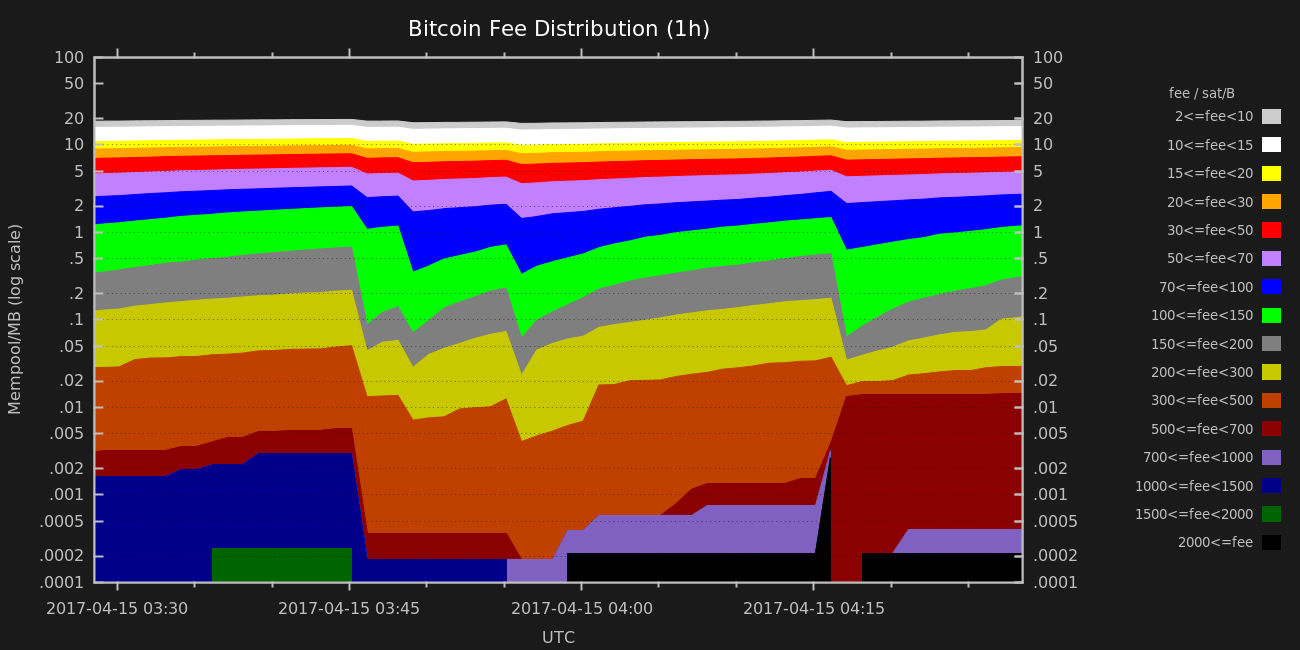 Bitcoin Fee Distribution (1h)
Mempool/MB (log scale)
100
50
20
10
5
2
1
.5
.2
.1
.05
.02
.01
.005
.002
.001
.0005
.0002
.0001
100
50
20
10
5
2
1
.5
.2
.1
.05
.02
.01
.005
.002
.001
.0005
.0002
.0001
2017-04-15 03:30
2017-04-15 03:45
2017-04-15 04:00
2017-04-15 04:15
UTC
fee / sat/B
2<=fee<10
10<=fee<15
15<=fee<20
20<=fee<30
30<=fee<50
50<=fee<70
70<=fee<100
100<=fee<150
150<=fee<200
200<=fee<300
300<=fee<500
500<=fee<700
700<=fee<1000
1000<=fee<1500
1500<=fee<2000
2000<=fee